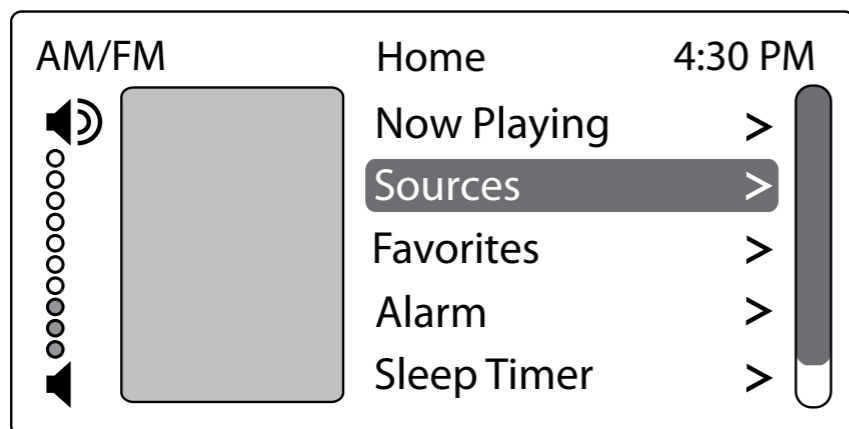 AM/FM Home 4:30 PM
Now Playing >
Sources >
Favorites >
Alarm >
Sleep Timer >